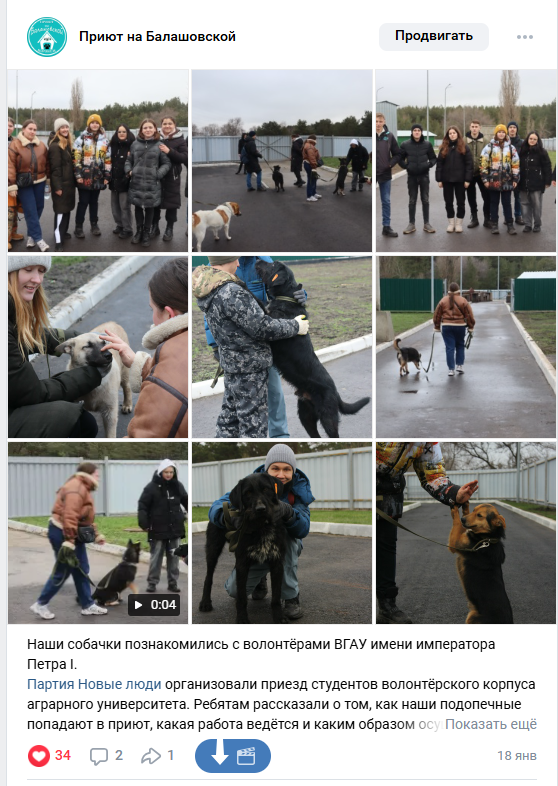 Приют на Балашовской
Продвигать
0:04
Наши собачки познакомились с волонтёрами ВГАУ имени императора
Петра I.
Партия Новые люди организовали приезд студентов волонтёрского корпуса
аграрного университета. Ребятам рассказали о том, как наши подопечные
попадают в приют, какая работа ведётся и каким образом осу Показать ещё
34 2 1 18 янв